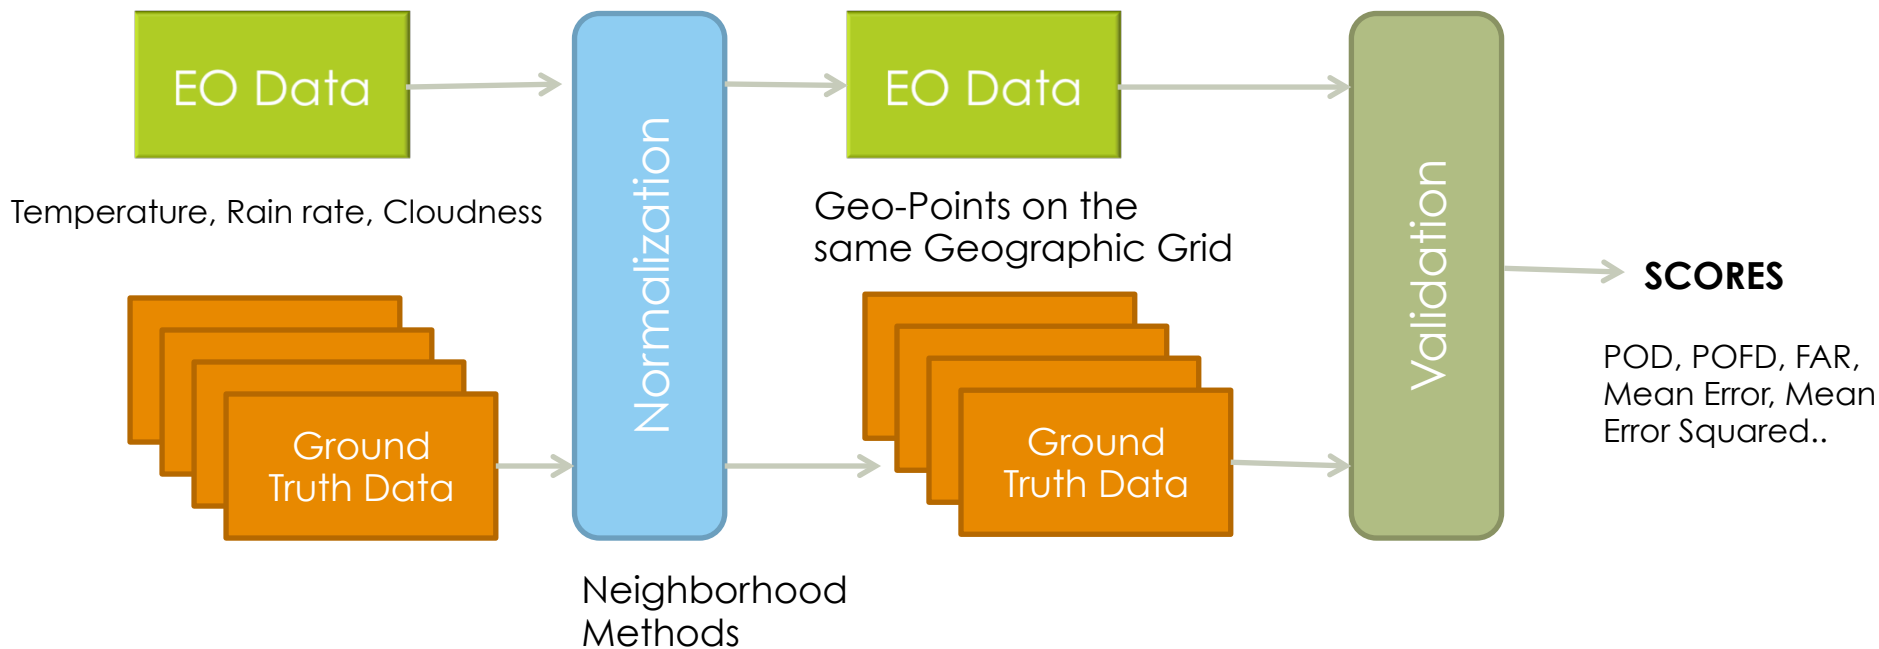 EO Data
Temperature, Rain rate, Cloudness
Ground
Truth Data
Normalization
Neighborhood
Methods
EO Data
Geo-Points on the
same Geographic Grid
Ground
Truth Data
Validation
SCORES
POD, POFD, FAR,
Mean Error, Mean
Error Squared..